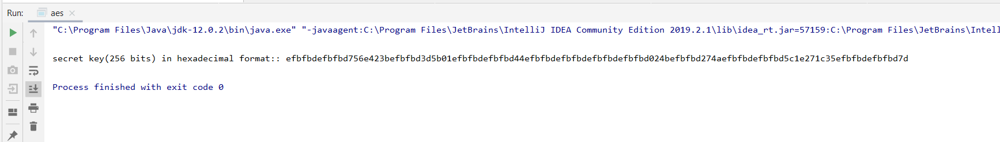 Run: aes
"C:\Program Files\Java\jdk-12.0.2\bin\java.exe" "-javaagent:C:\Program Files\JetBrains\IntelliJ IDEA Community Edition 2019.2.1\lib\idea_rt.jar=57159:C:\Program Files\JetBrains\Intell
secret key(256 bits) in hexadecimal format:: efbfbdefbfbd756e423befbfbd3d5b01efbfbdefbfbd44efbfbdefbfbdefbfbdefbfbd024befbfbd274aefbfbdefbfbd5c1e271c35efbfbdefbfbd7d
Process finished with exit code 0